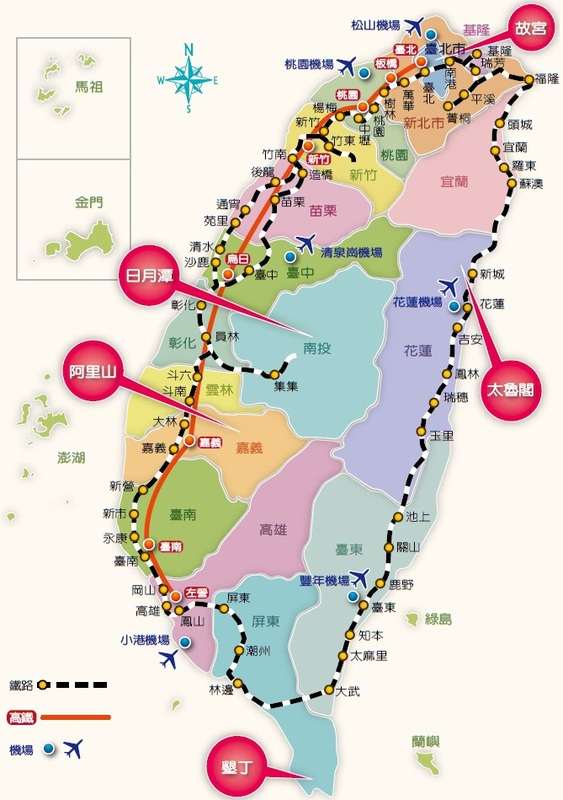 松山機場
基隆
故宮
臺北
臺北市
基隆
桃園機場
板橋
南港
瑞芳
福隆
馬祖
N
W
E
S
桃園
樹林
萬華
臺北
平溪
菁桐
新北市
楊梅
中壢
桃園
新竹
竹東
桃園
頭城
宜蘭
羅東
蘇澳
宜蘭
竹南
新竹
新竹
後龍
造橋
金門
通宵
苗栗
苗栗
苑里
清水
沙鹿
烏日
臺中
臺中
清泉崗機場
日月潭
新城
花蓮機場
花蓮
彰化
彰化
員林
南投
花蓮
吉安
阿里山
斗六
雲林
集集
鳳林
太魯閣
斗南
瑞穗
大林
嘉義
嘉義
嘉義
玉里
澎湖
新營
臺南
新市
池上
永康
高雄
臺南
臺南
臺東
關山
岡山
左營
豐年機場
鹿野
高雄
屏東
屏東
臺東
綠島
鳳山
小港機場
知本
潮州
太麻里
鐵路
林邊
大武
高鐵
機場
蘭嶼
墾丁